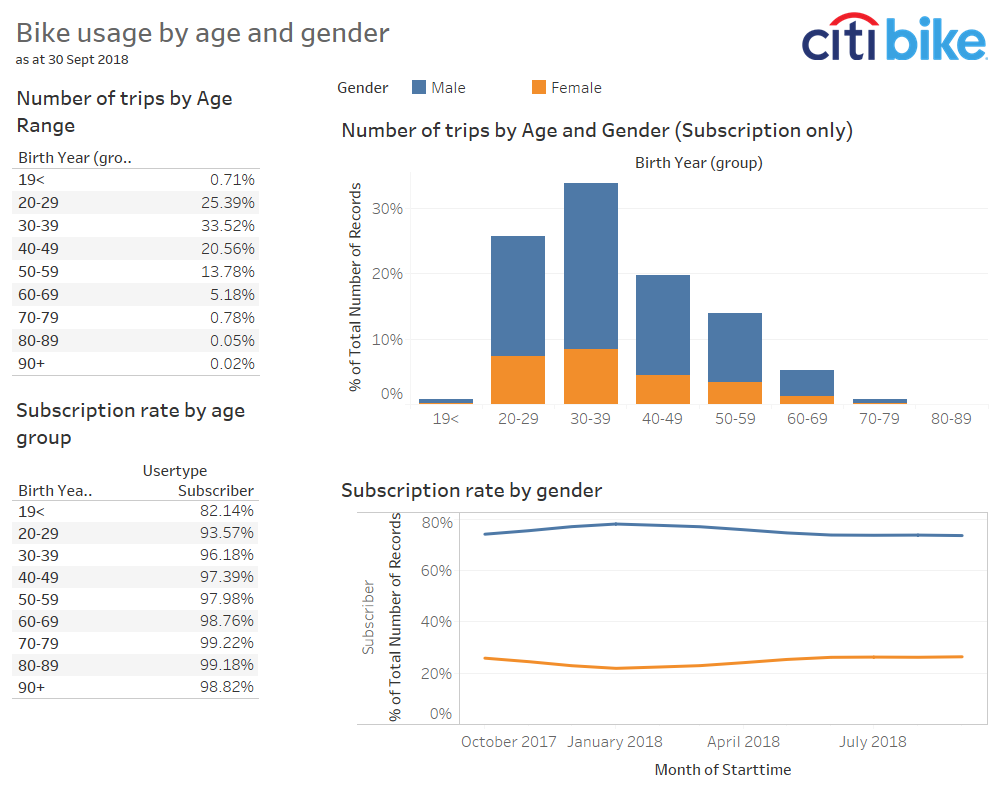 Bike usage by age and gender
as at 30 Sept 2018
citi bike
Number of trips by Age
Range
Birth Year (gro..
19< 0.71%
20-29 25.39%
30-39 33.52%
40-49 20.56%
50-59 13.78%
60-69 5.18%
70-79 0.78%
80-89 0.05%
90+ 0.02%
Subscription rate by age
group
Usertype
Birth Yea.. Subscriber
19< 82.14%
20-29 93.57%
30-39 96.18%
40-49 97.39%
50-59 97.98%
60-69 98.76%
70-79 99.22%
80-89 99.18%
90+ 98.82%
Gender Male Female
Number of trips by Age and Gender (Subscription only)
Birth Year (group)
% of Total Number of Records
30%
20%
10%
0%
19< 20-29 30-39 40-49 50-59 60-69 70-79 80-89
Subscription rate by gender
Subscriber
% of Total Number of Records
80%
60%
40%
20%
0%
October 2017 January 2018 April 2018 July 2018
Month of Starttime